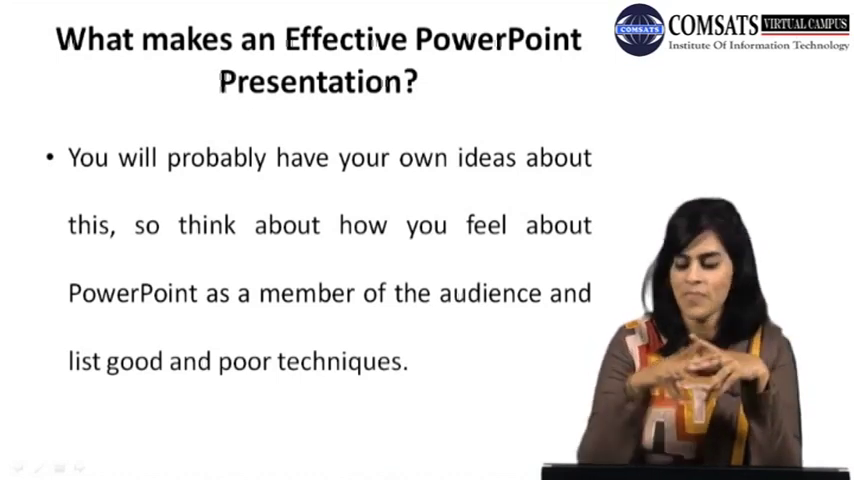 What makes an Effective PowerPoint
Presentation?
COMSATS
COMSATS VIRTUAL CAMPUS
Institute Of Information Technology
• You will probably have your own ideas about
this, so think about how you feel about
PowerPoint as a member of the audience and
list good and poor techniques.